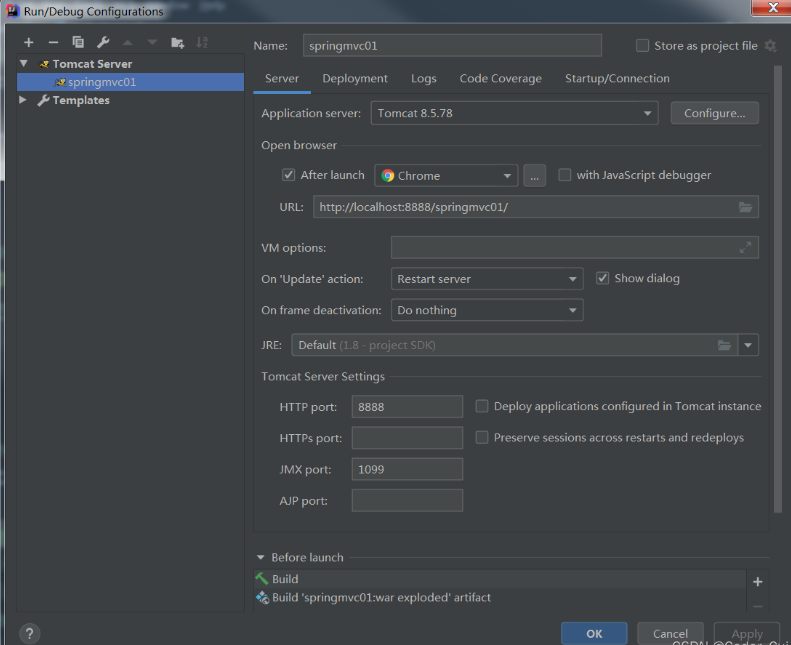 Run/Debug Configurations
Name: springmvc01 Store as project file
Tomcat Server
springmvc01
Templates
Server Deployment Logs Code Coverage Startup/Connection
Application server: Tomcat 8.5.78 Configure...
Open browser
After launch Chrome ... with JavaScript debugger
URL: http://localhost:8888/springmvc01/
VM options:
On 'Update' action: Restart server Show dialog
On frame deactivation: Do nothing
JRE: Default (1.8 - project SDK)
Tomcat Server Settings
HTTP port: 8888 Deploy applications configured in Tomcat instance
HTTPs port: Preserve sessions across restarts and redeploys
JMX port: 1099
AJP port:
Before launch
Build
Build 'springmvc01:war exploded' artifact
? OK Cancel Apply